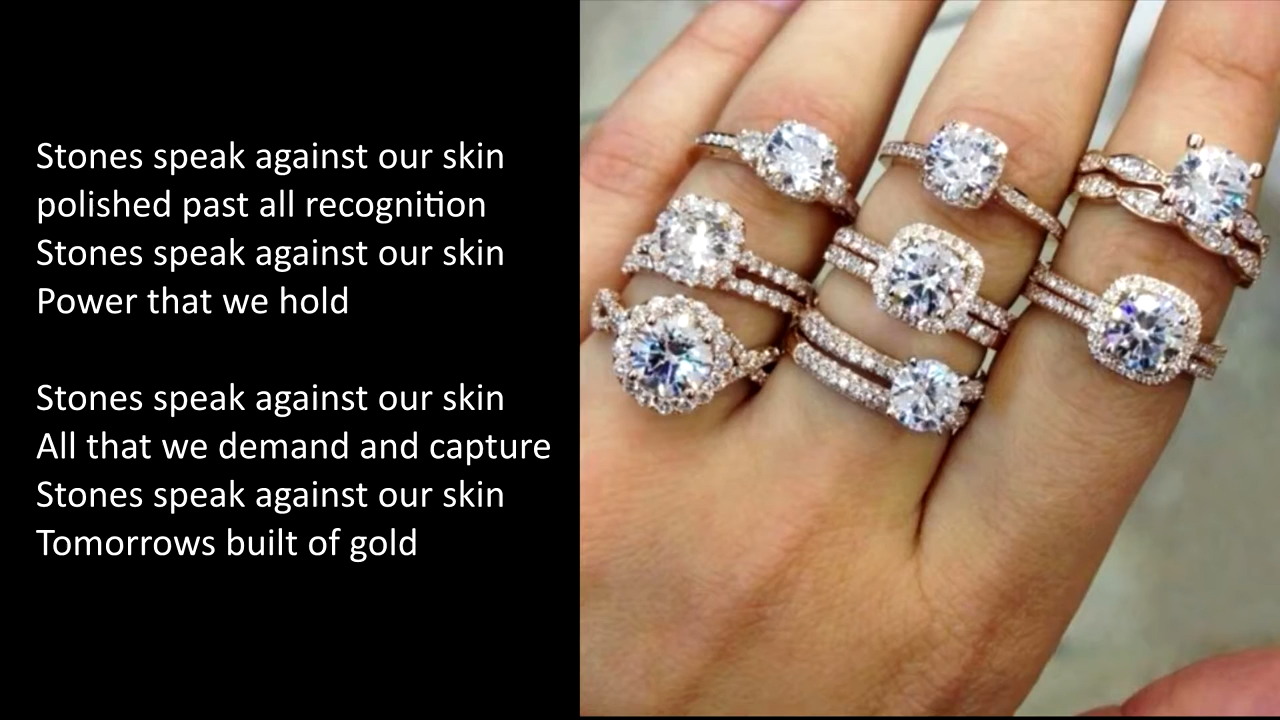 Stones speak against our skin
polished past all recognition
Stones speak against our skin
Power that we hold
Stones speak against our skin
All that we demand and capture
Stones speak against our skin
Tomorrows built of gold